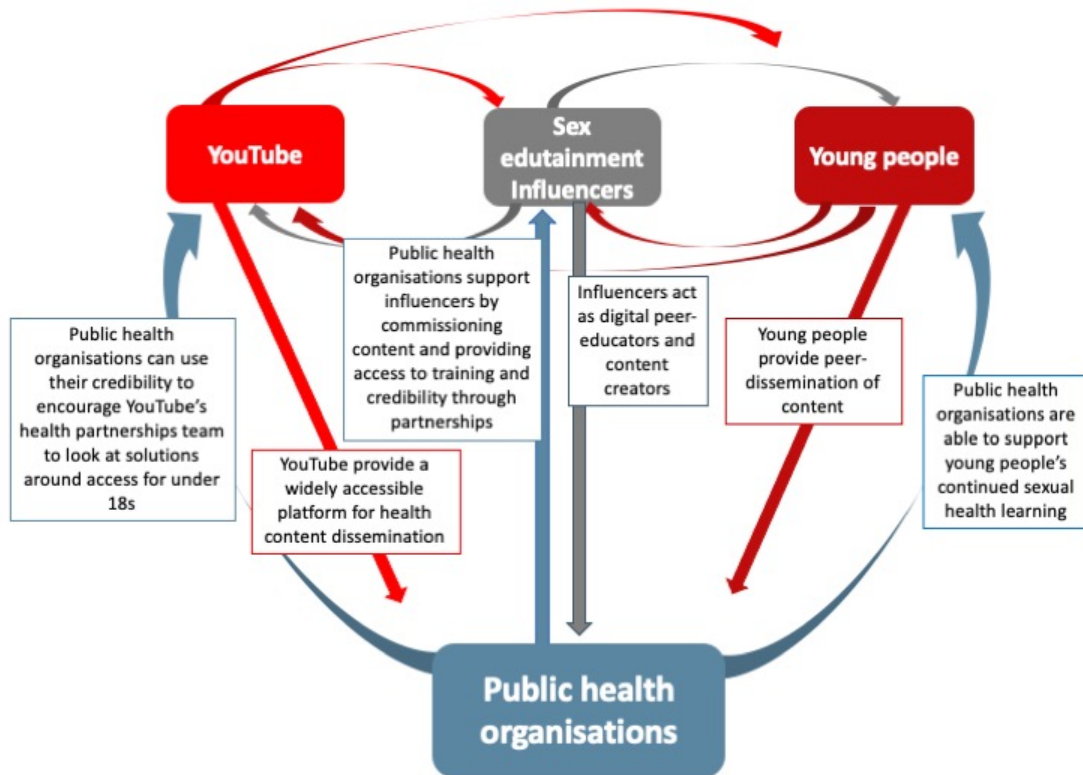 YouTube
Sex
edutainment
Influencers
Young people
Public health
organisations can use
their credibility to
encourage YouTube’s
health partnerships team
to look at solutions
around access for under
18s
YouTube provide a
widely accessible
platform for health
content dissemination
Public health
organisations support
influencers by
commissioning
content and providing
access to training and
credibility through
partnerships
Influencers act
as digital peer-
educators and
content
creators
Young people
provide peer-
dissemination of
content
Public health
organisations are
able to support
young people’s
continued sexual
health learning
Public health
organisations